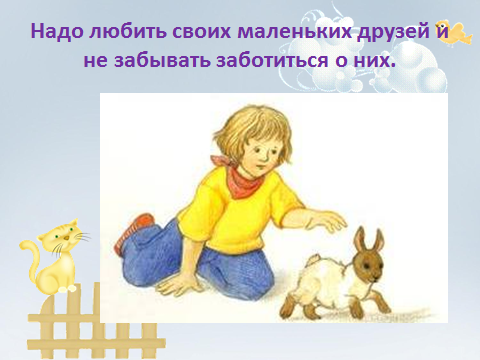 Надо любить своих маленьких друзей и
не забывать заботиться о них.